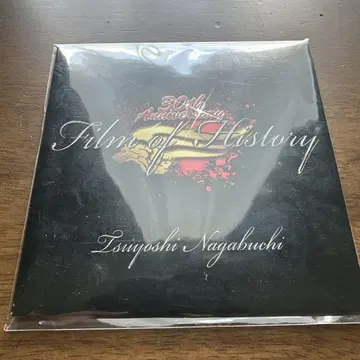 30th
Anniversary
Film of History
Tsuyoshi Nagabuchi